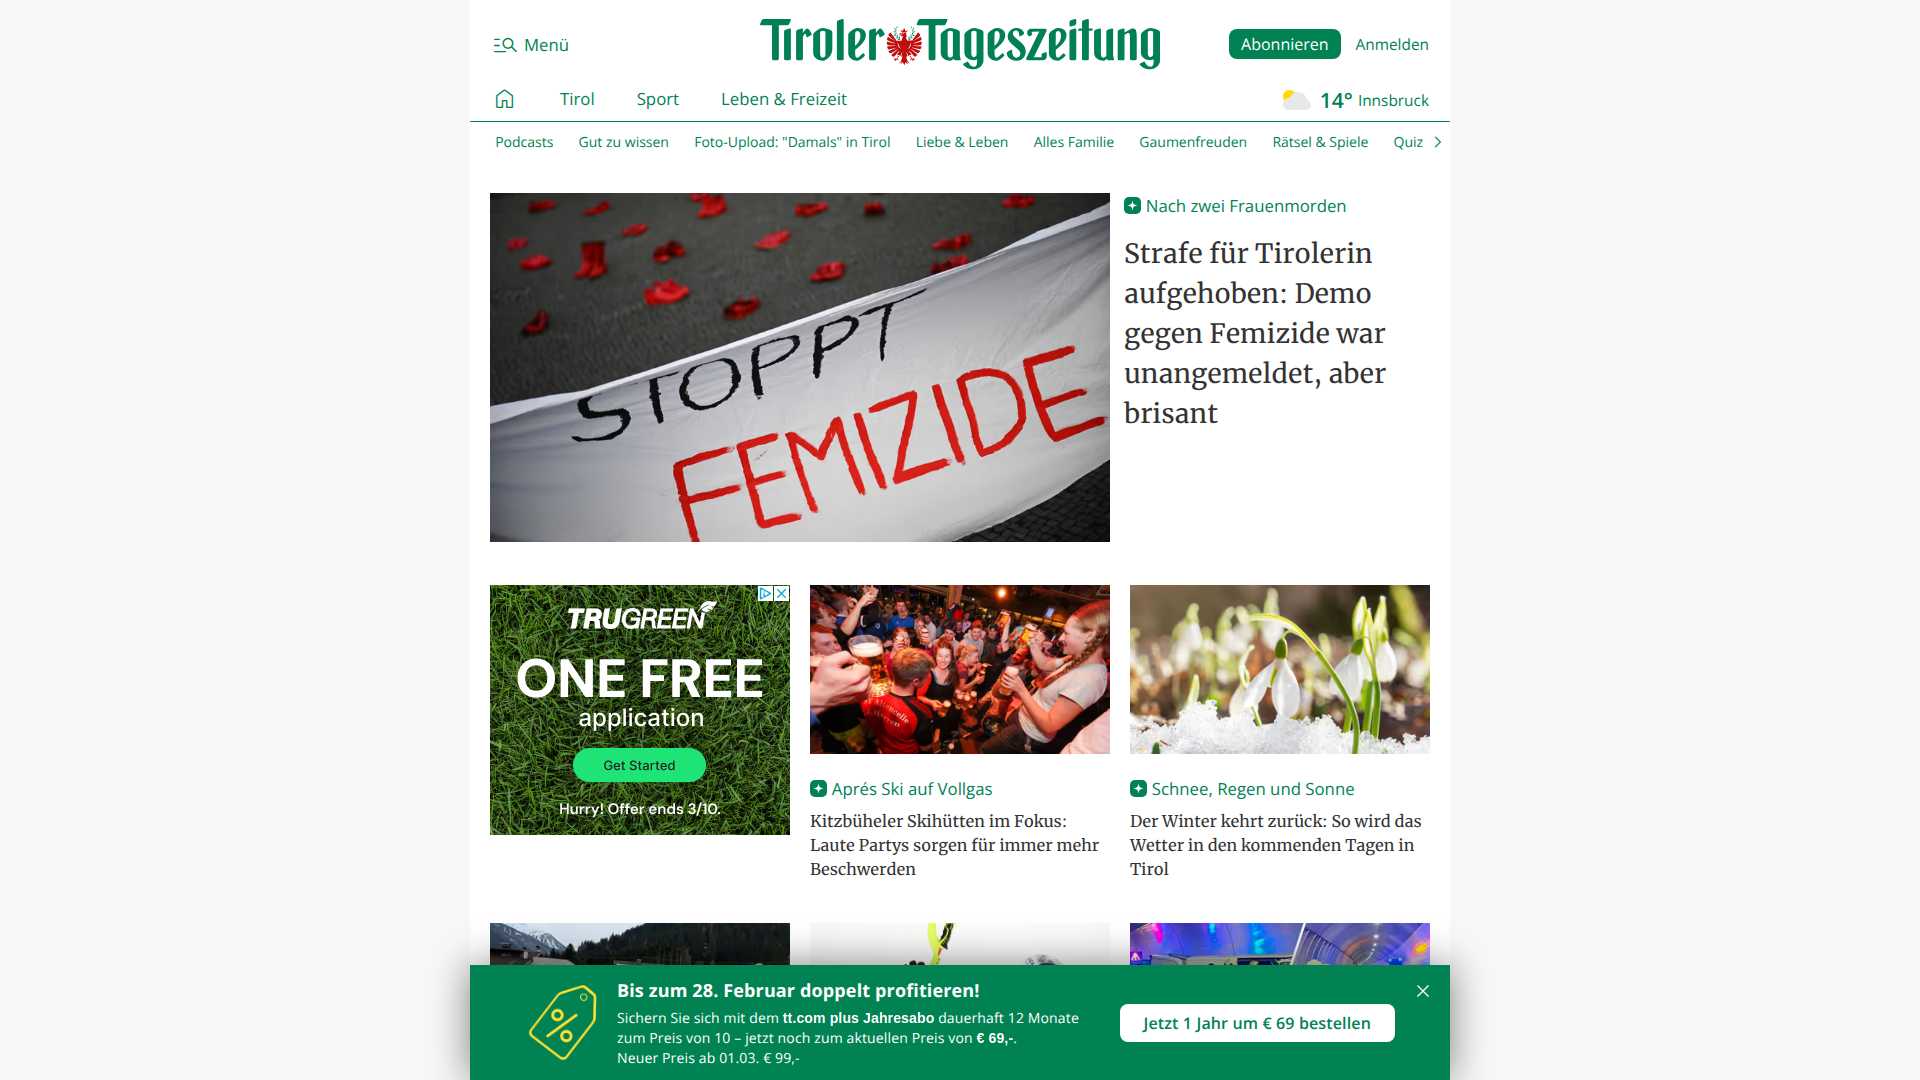 Menü
Tiroler Tageszeitung
Abonnieren
Anmelden
Tirol
Sport
Leben & Freizeit
14° Innsbruck
Podcasts
Gut zu wissen
Foto-Upload: "Damals" in Tirol
Liebe & Leben
Alles Familie
Gaumenfreuden
Rätsel & Spiele
Quiz
STOPPT
FEMIZIDE
Nach zwei Frauenmorden
Strafe für Tirolerin
aufgehoben: Demo
gegen Femizide war
unangemeldet, aber
brisant
TRUGREEN
ONE FREE
application
Get Started
Hurry! Offer ends 3/10.
Aprés Ski auf Vollgas
Kitzbüheler Skihütten im Fokus:
Laute Partys sorgen für immer mehr
Beschwerden
Schnee, Regen und Sonne
Der Winter kehrt zurück: So wird das
Wetter in den kommenden Tagen in
Tirol
Bis zum 28. Februar doppelt profitieren!
Sichern Sie sich mit dem tt.com plus Jahresabo dauerhaft 12 Monate
zum Preis von 10 – jetzt noch zum aktuellen Preis von € 69,-.
Neuer Preis ab 01.03. € 99,-
Jetzt 1 Jahr um € 69 bestellen